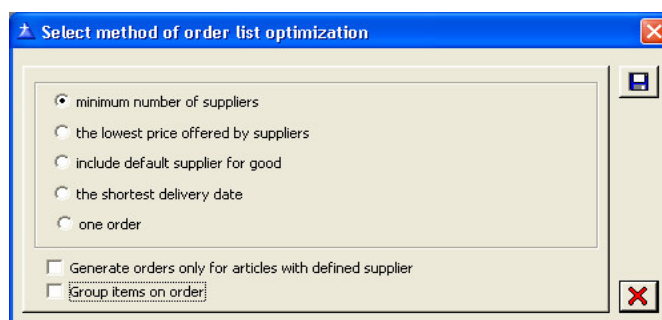 Select method of order list optimization
minimum number of suppliers
the lowest price offered by suppliers
include default supplier for good
the shortest delivery date
one order
Generate orders only for articles with defined supplier
Group items on order